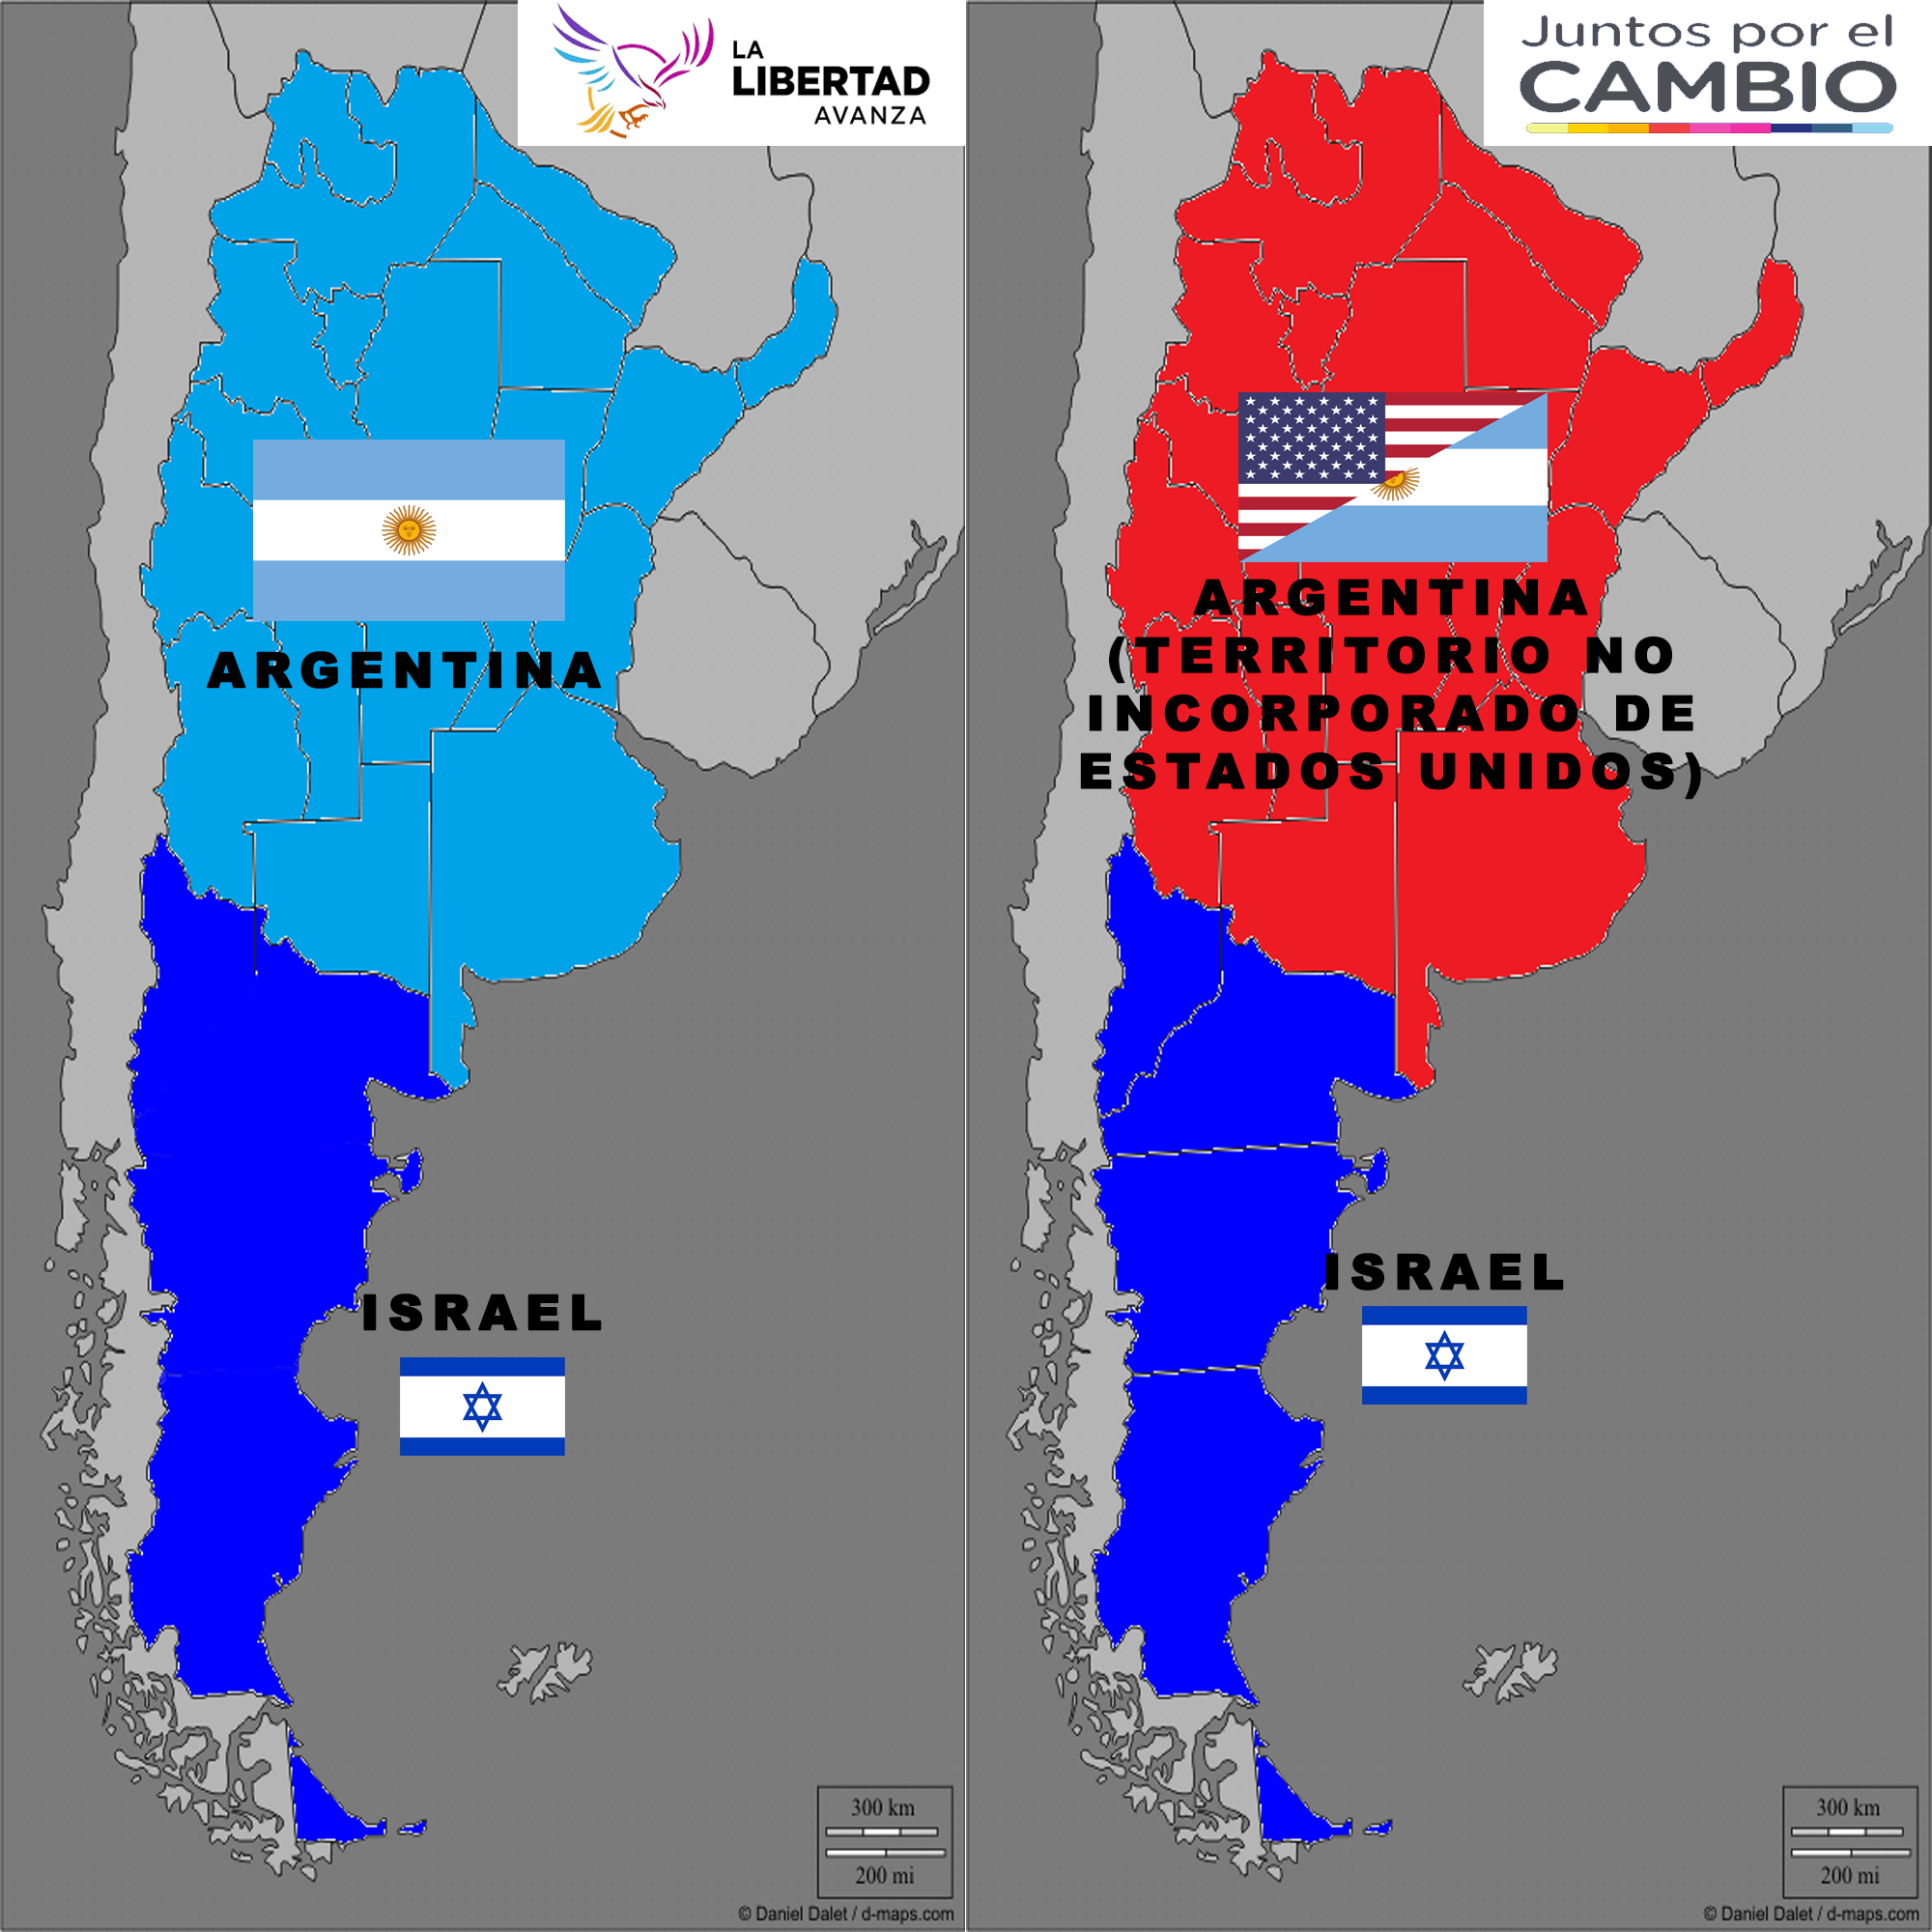 LA
LIBERTAD
AVANZA
ARGENTINA
ISRAEL
300 km
200 mi
© Daniel Dalet / d-maps.com
Juntos por el
CAMBIO
ARGENTINA
(TERRITORIO NO
INCORPORADO DE
ESTADOS UNIDOS)
ISRAEL
300 km
200 mi
© Daniel Dalet / d-maps.com